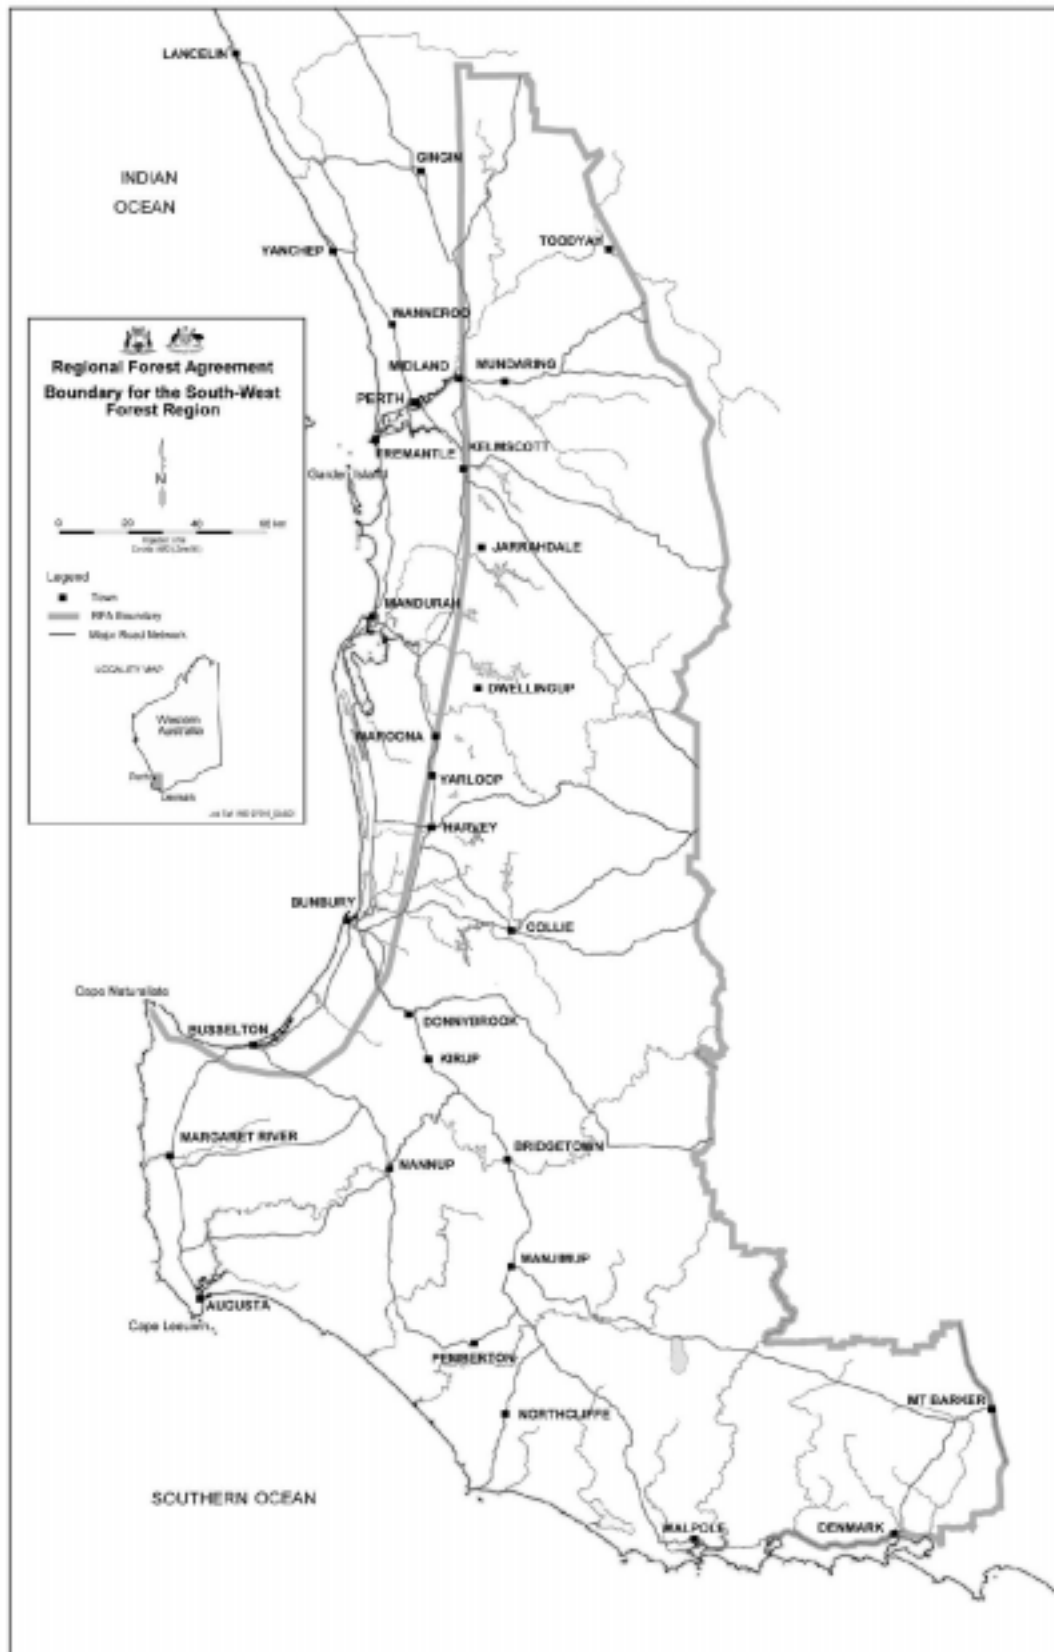 LANCELIN
GINGIN
INDIAN
OCEAN
TOODYAY
YANCHEP
WANNEROO
MIDLAND
MUNDARING
PERTH
FREMANTLE
KELMSCOTT
Garden Island
JARRAHDALE
MANDURAH
DWELLINGUP
WAROONA
YARLOOP
HARVEY
BUNBURY
COLLIE
Cape Naturaliste
BUSSELTON
DONNYBROOK
KIRUP
MARGARET RIVER
NANNUP
BRIDGETOWN
MANJIMUP
AUGUSTA
Cape Leeuwin
PEMBERTON
NORTHCLIFFE
MT BARKER
SOUTHERN OCEAN
WALPOLE
DENMARK
Regional Forest Agreement
Boundary for the South-West
Forest Region
N
0 20 40 60 km
Legend
Town
RFA Boundary
Major Road Network
LOCALITY MAP
Western
Australia
Perth